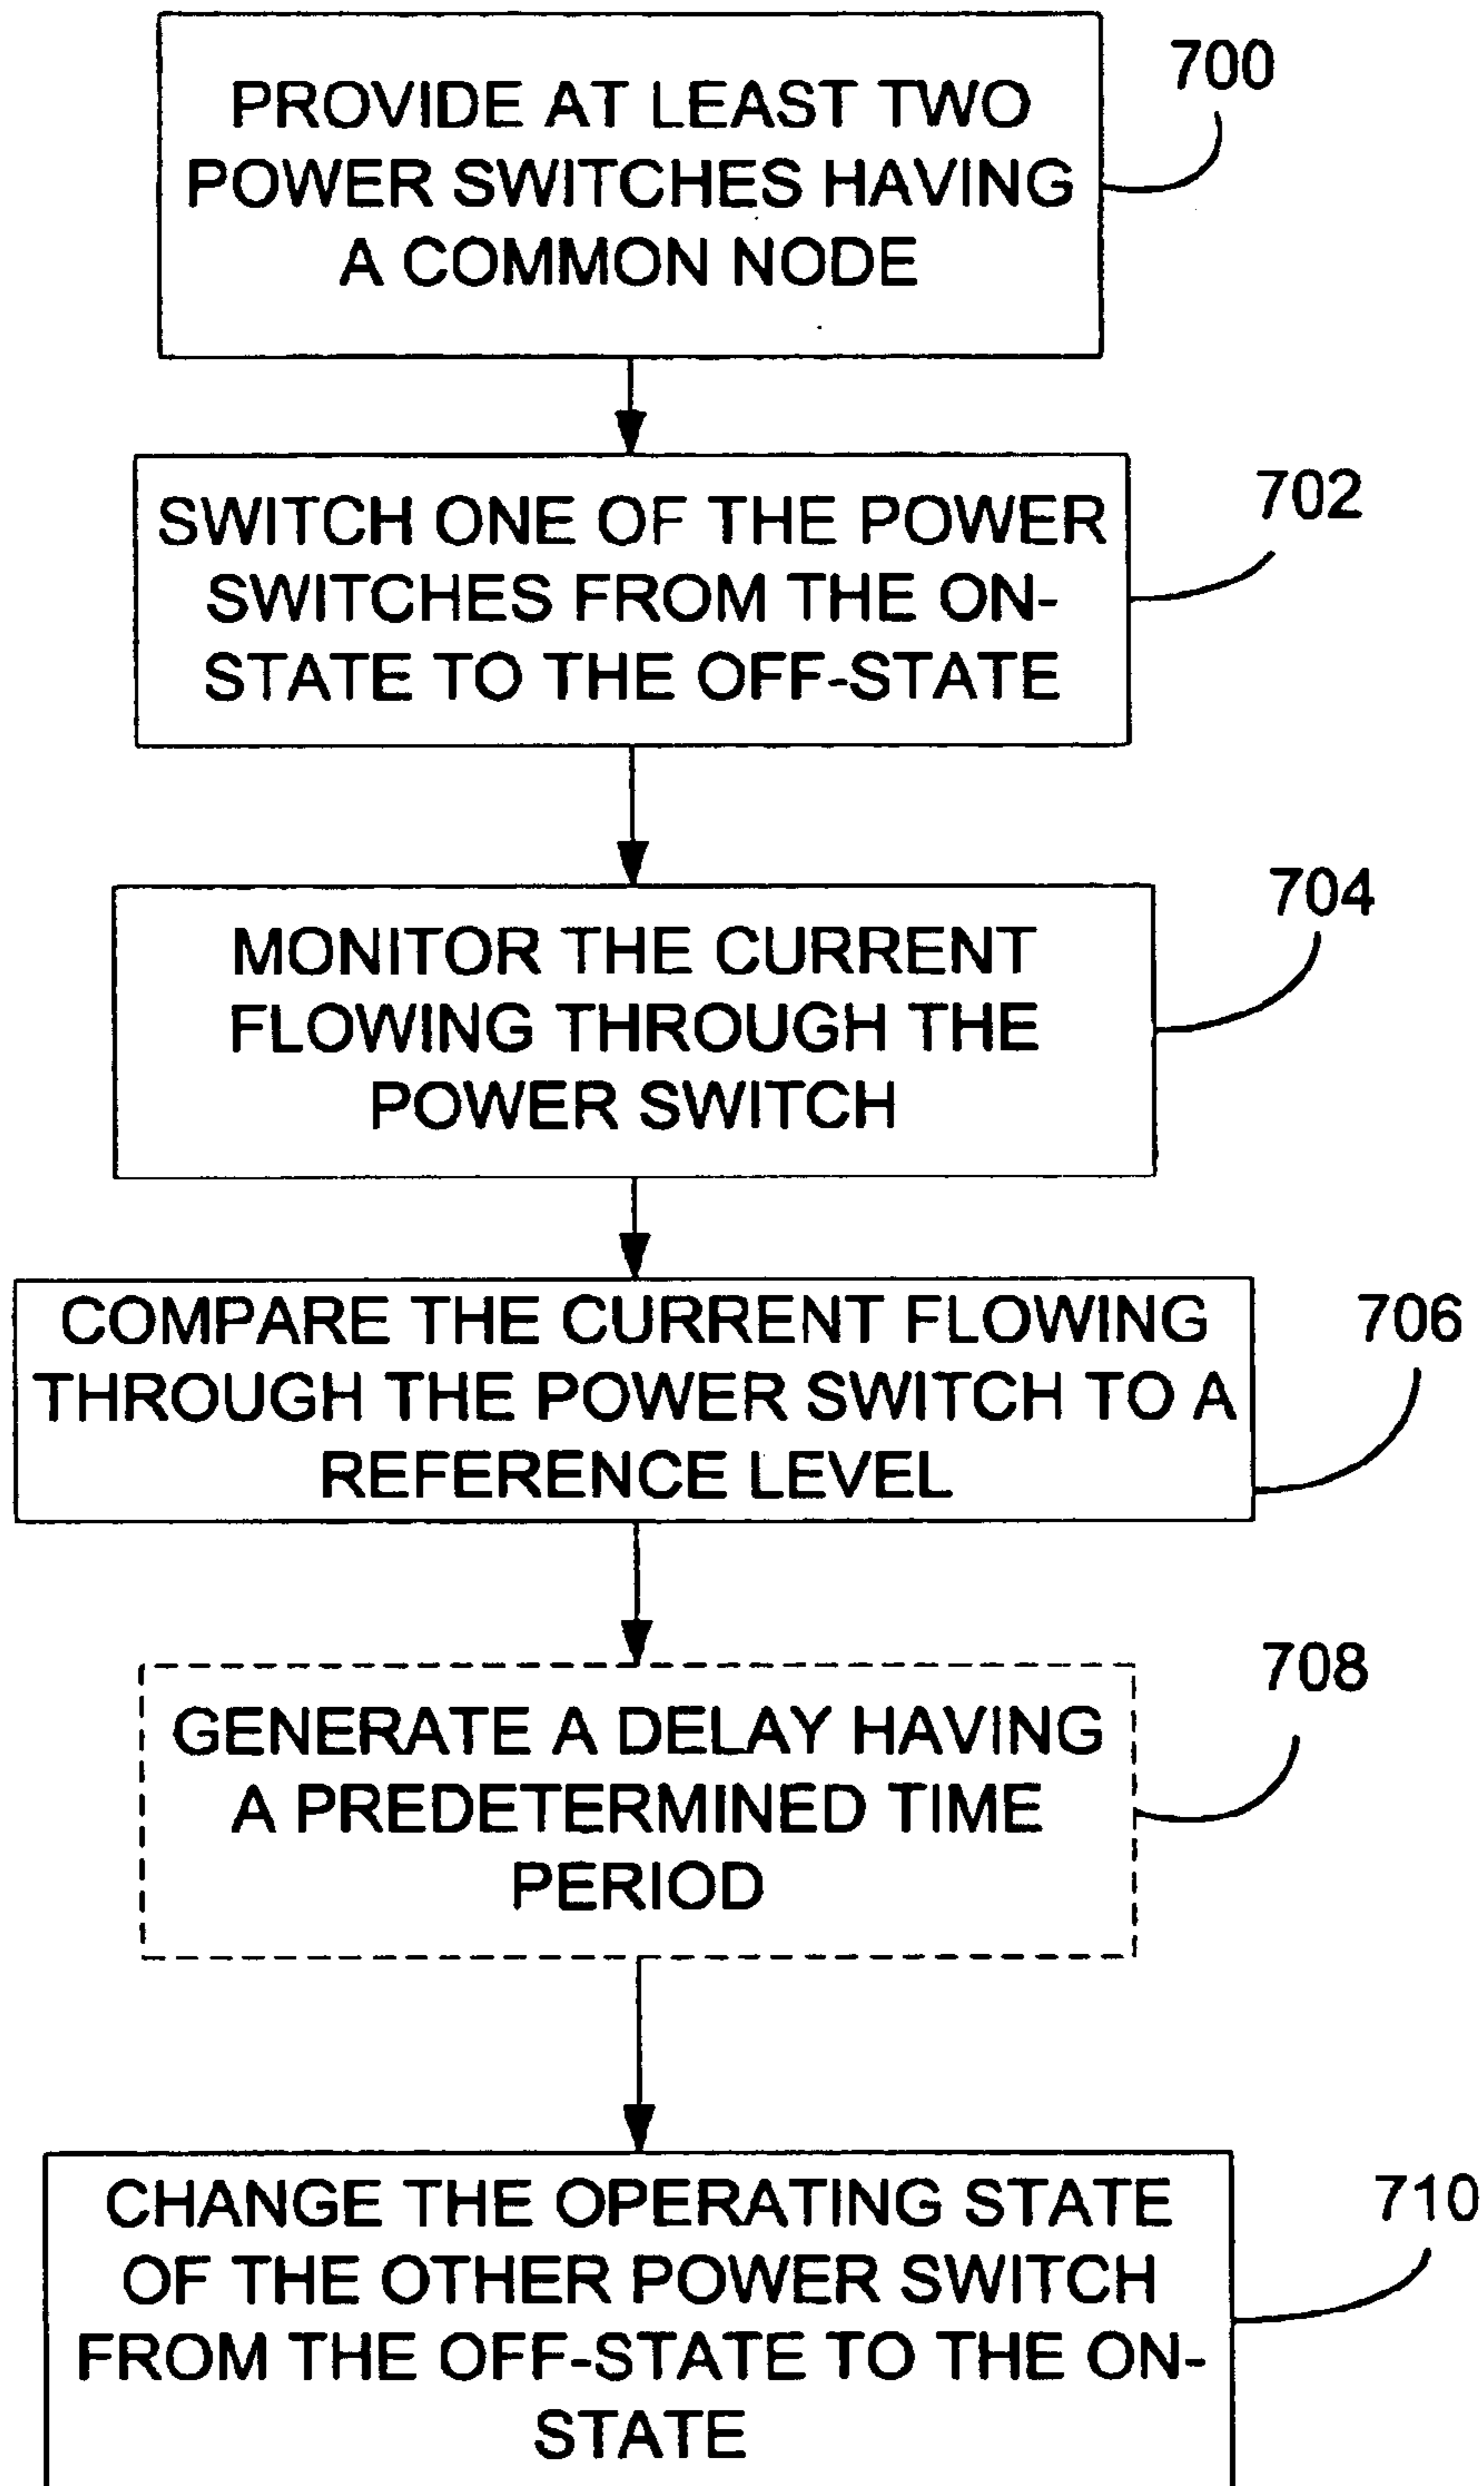 PROVIDE AT LEAST TWO
POWER SWITCHES HAVING
A COMMON NODE
700
SWITCH ONE OF THE POWER
SWITCHES FROM THE ON-
STATE TO THE OFF-STATE
702
MONITOR THE CURRENT
FLOWING THROUGH THE
POWER SWITCH
704
COMPARE THE CURRENT FLOWING
THROUGH THE POWER SWITCH TO A
REFERENCE LEVEL
706
GENERATE A DELAY HAVING
A PREDETERMINED TIME
PERIOD
708
CHANGE THE OPERATING STATE
OF THE OTHER POWER SWITCH
FROM THE OFF-STATE TO THE ON-
STATE
710